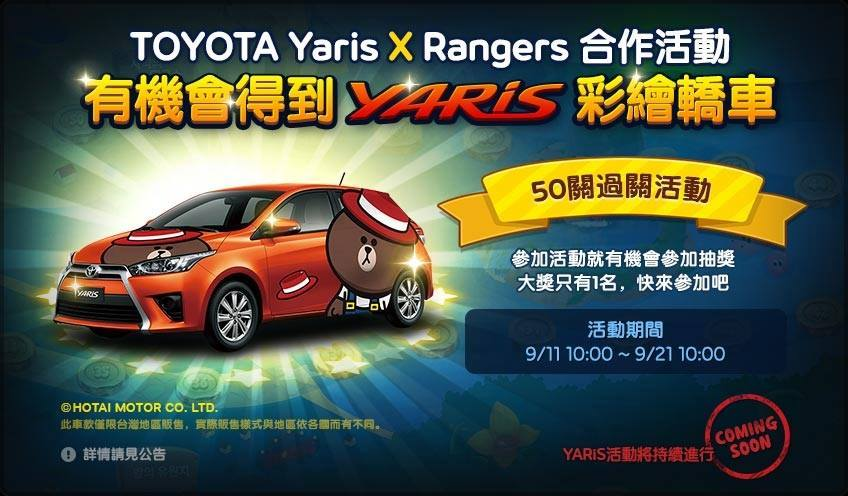 TOYOTA Yaris X Rangers 合作活動
有機會得到 YARiS 彩繪轎車
50關過關活動
參加活動就有機會參加抽獎
大獎只有1名，快來參加吧
活動期間
9/11 10:00 ~ 9/21 10:00
YARiS
©HOTAI MOTOR CO. LTD.
此車款僅限台灣地區販售，實際販售樣式與地區依各國而有不同。
! 詳情請見公告
YARiS活動將持續進行
COMING
SOON